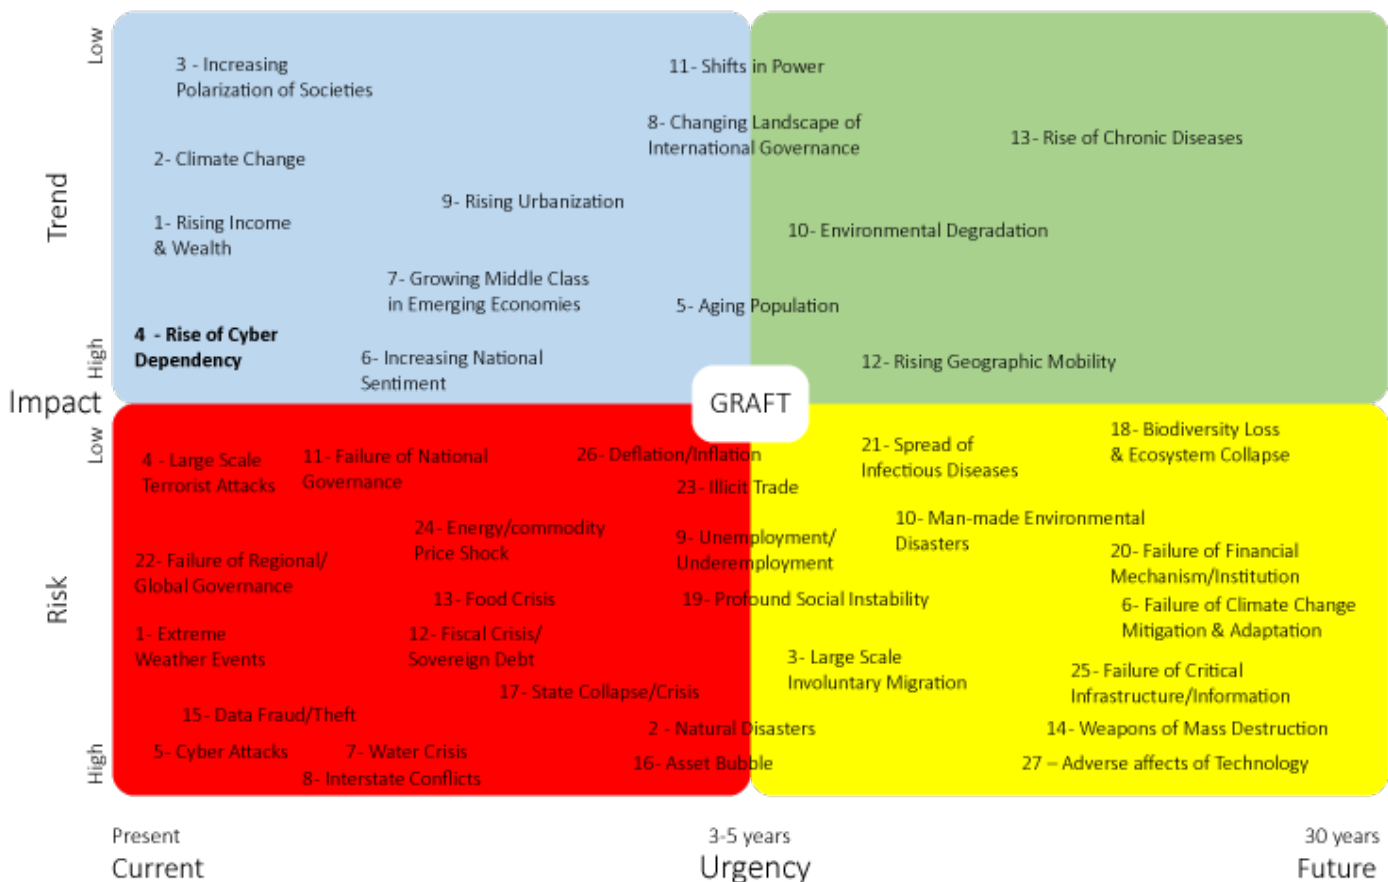 Low
3 - Increasing
Polarization of Societies
11- Shifts in Power
8- Changing Landscape of
International Governance
13- Rise of Chronic Diseases
2- Climate Change
Trend
9- Rising Urbanization
1- Rising Income
& Wealth
10- Environmental Degradation
7- Growing Middle Class
in Emerging Economies
5- Aging Population
4 - Rise of Cyber
Dependency
High
6- Increasing National
Sentiment
12- Rising Geographic Mobility
Impact
GRAFT
Low
4 - Large Scale
Terrorist Attacks
11- Failure of National
Governance
26- Deflation/Inflation
23- Illicit Trade
21- Spread of
Infectious Diseases
18- Biodiversity Loss
& Ecosystem Collapse
24- Energy/commodity
Price Shock
9- Unemployment/
Underemployment
10- Man-made Environmental
Disasters
22- Failure of Regional/
Global Governance
20- Failure of Financial
Mechanism/Institution
Risk
13- Food Crisis
19- Profound Social Instability
6- Failure of Climate Change
Mitigation & Adaptation
1- Extreme
Weather Events
12- Fiscal Crisis/
Sovereign Debt
3- Large Scale
Involuntary Migration
25- Failure of Critical
Infrastructure/Information
17- State Collapse/Crisis
15- Data Fraud/Theft
2 - Natural Disasters
14- Weapons of Mass Destruction
High
5- Cyber Attacks
7- Water Crisis
16- Asset Bubble
27 – Adverse affects of Technology
8- Interstate Conflicts
Present
3-5 years
30 years
Current
Urgency
Future